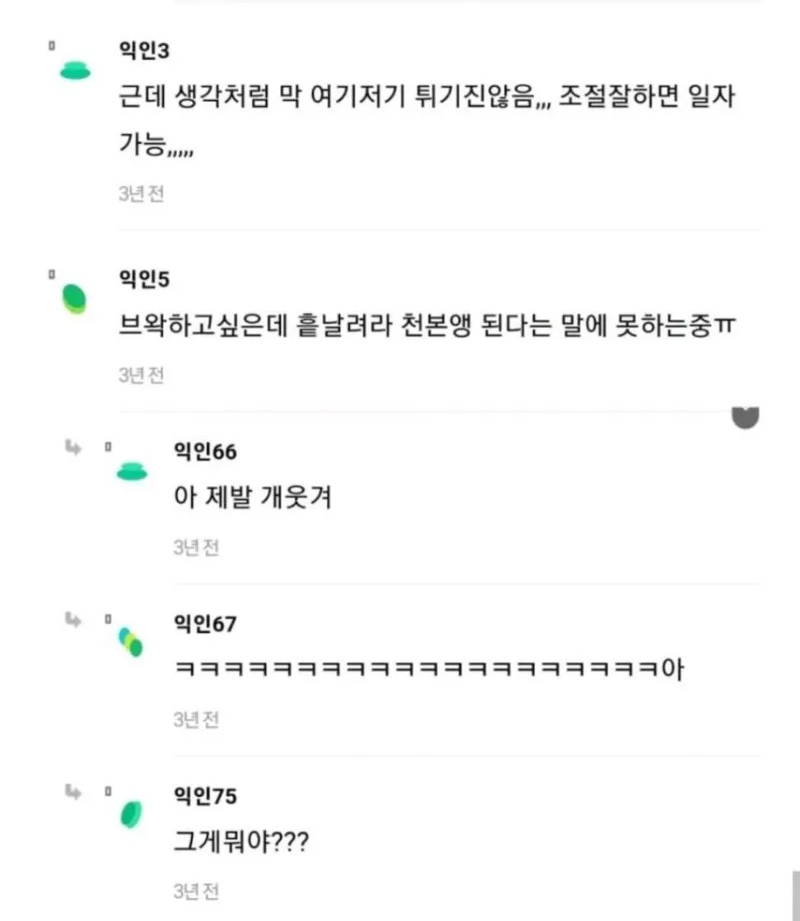 익인3
근데 생각처럼 막 여기저기 튀기진않음,,, 조절잘하면 일자
가능,,,,,
3년 전
익인5
브왁하고싶은데 흩날려라 천본앵 된다는 말에 못하는중ㅠ
3년 전
익인66
아 제발 개웃겨
3년 전
익인67
ㅋㅋㅋㅋㅋㅋㅋㅋㅋㅋㅋㅋㅋㅋㅋㅋㅋㅋㅋㅋ아
3년 전
익인75
그게뭐야???
3년 전